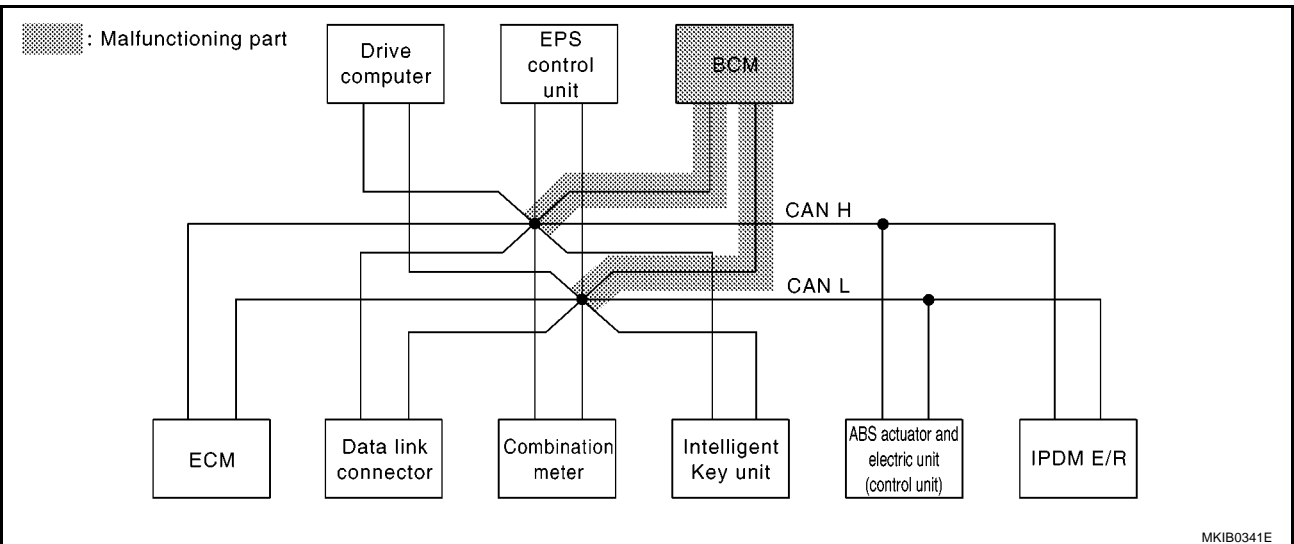 : Malfunctioning part
Drive
computer
EPS
control
unit
BCM
CAN H
CAN L
ECM
Data link
connector
Combination
meter
Intelligent
Key unit
ABS actuator and
electric unit
(control unit)
IPDM E/R
MKIB0341E